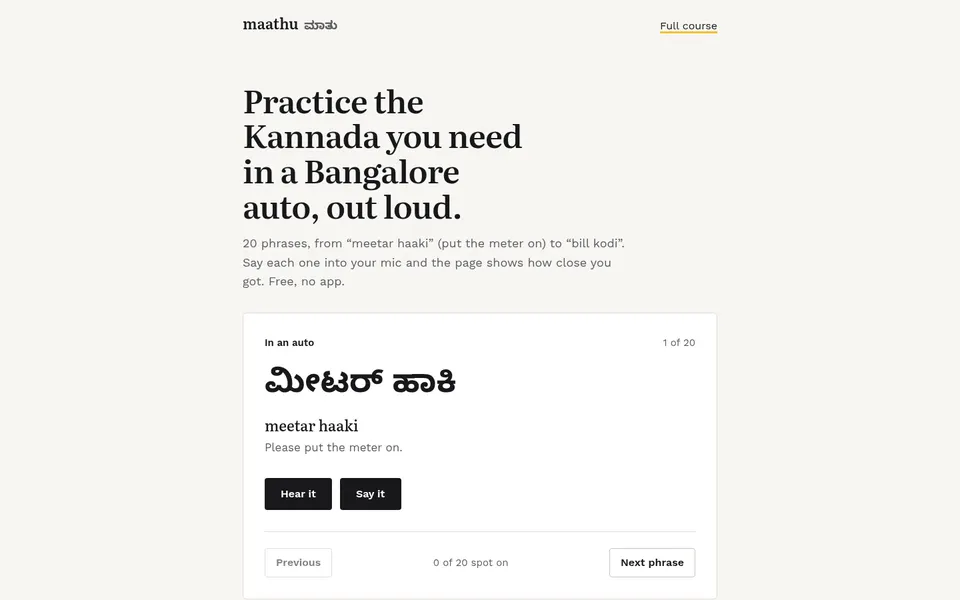 maathu ಮಾತು
Full course
Practice the
Kannada you need
in a Bangalore
auto, out loud.
20 phrases, from “meetar haaki” (put the meter on) to “bill kodi”.
Say each one into your mic and the page shows how close you
got. Free, no app.
In an auto
1 of 20
ಮೀಟರ್ ಹಾಕಿ
meetar haaki
Please put the meter on.
Hear it
Say it
Previous
0 of 20 spot on
Next phrase